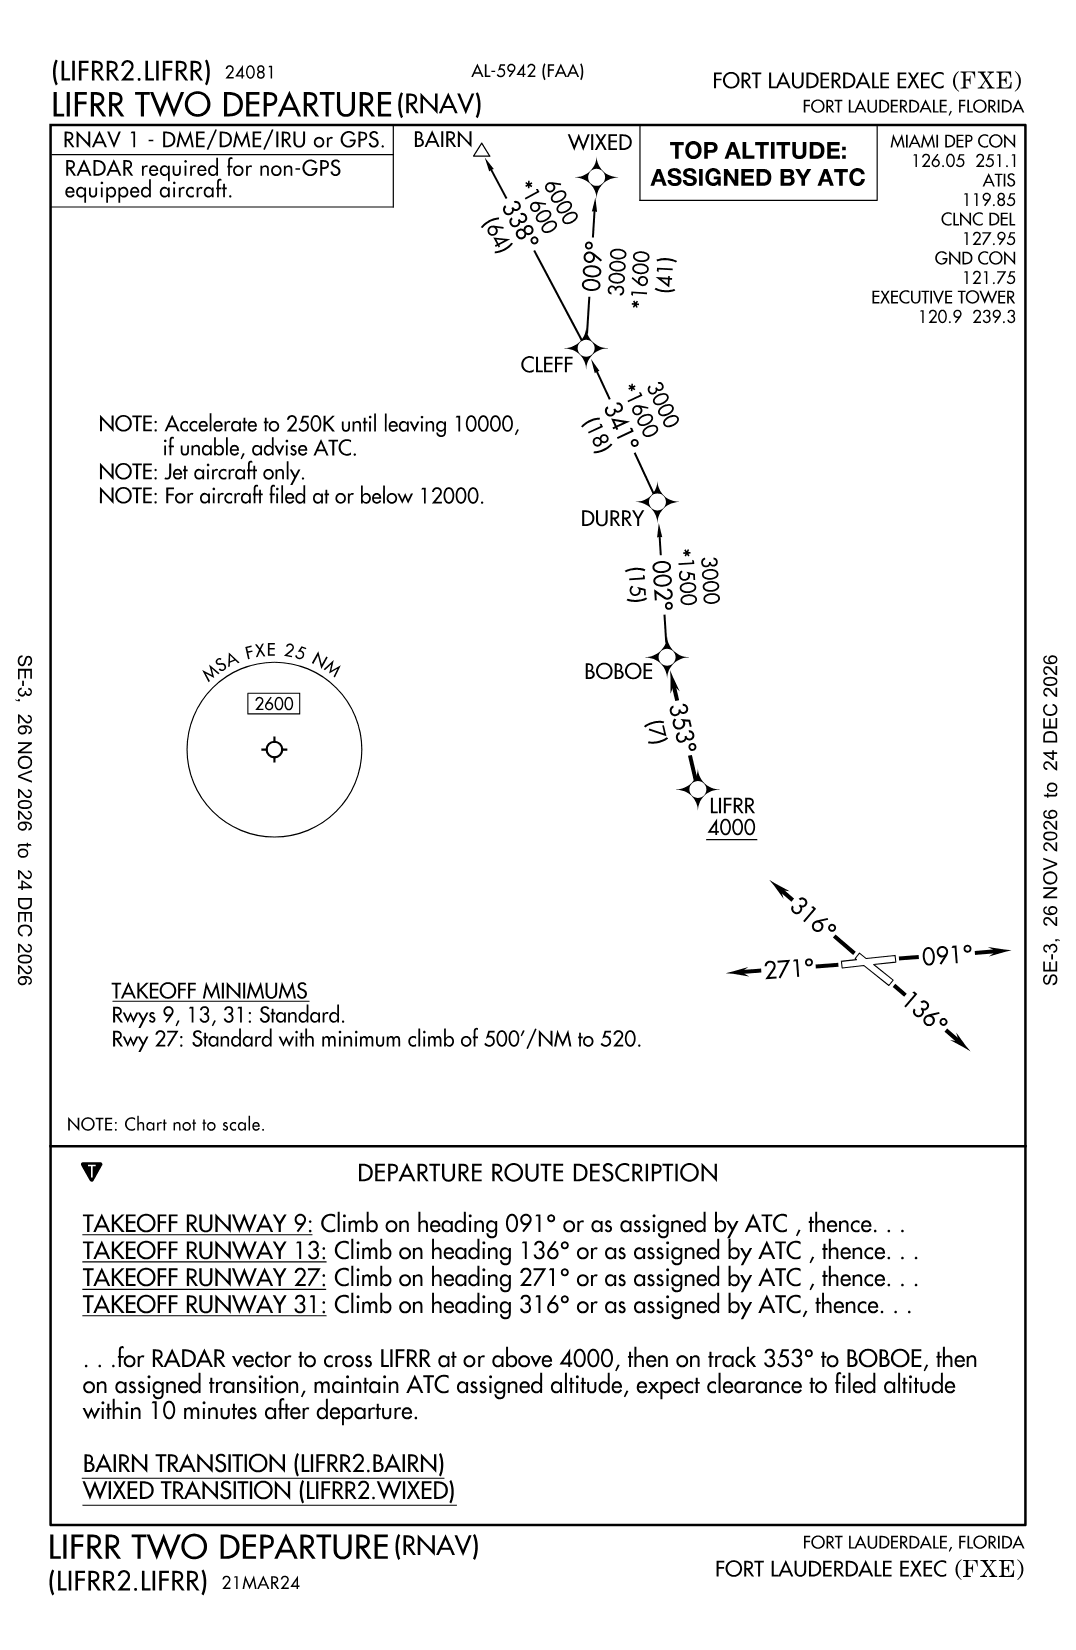 (LIFRR2.LIFRR) 24081
AL-5942 (FAA)
FORT LAUDERDALE EXEC (FXE)
LIFRR TWO DEPARTURE (RNAV)
FORT LAUDERDALE, FLORIDA
RNAV 1 - DME/DME/IRU or GPS.
RADAR required for non-GPS
equipped aircraft.
BAIRN
WIXED
TOP ALTITUDE:
ASSIGNED BY ATC
MIAMI DEP CON
126.05 251.1
ATIS
119.85
CLNC DEL
127.95
GND CON
121.75
EXECUTIVE TOWER
120.9 239.3
6000
*1600
338°
(64)
009°
3000
*1600
(41)
CLEFF
3000
*1600
341°
(18)
NOTE: Accelerate to 250K until leaving 10000,
if unable, advise ATC.
NOTE: Jet aircraft only.
NOTE: For aircraft filed at or below 12000.
DURRY
3000
*1500
002°
(15)
BOBOE
353°
(7)
LIFRR
4000
MSA FXE 25 NM
2600
316°
271°
091°
136°
TAKEOFF MINIMUMS
Rwys 9, 13, 31: Standard.
Rwy 27: Standard with minimum climb of 500'/NM to 520.
NOTE: Chart not to scale.
SE-3, 26 NOV 2026 to 24 DEC 2026
SE-3, 26 NOV 2026 to 24 DEC 2026
T
DEPARTURE ROUTE DESCRIPTION
TAKEOFF RUNWAY 9: Climb on heading 091° or as assigned by ATC , thence. . .
TAKEOFF RUNWAY 13: Climb on heading 136° or as assigned by ATC , thence. . .
TAKEOFF RUNWAY 27: Climb on heading 271° or as assigned by ATC , thence. . .
TAKEOFF RUNWAY 31: Climb on heading 316° or as assigned by ATC, thence. . .
. . .for RADAR vector to cross LIFRR at or above 4000, then on track 353° to BOBOE, then
on assigned transition, maintain ATC assigned altitude, expect clearance to filed altitude
within 10 minutes after departure.
BAIRN TRANSITION (LIFRR2.BAIRN)
WIXED TRANSITION (LIFRR2.WIXED)
LIFRR TWO DEPARTURE (RNAV)
FORT LAUDERDALE, FLORIDA
(LIFRR2.LIFRR) 21MAR24
FORT LAUDERDALE EXEC (FXE)